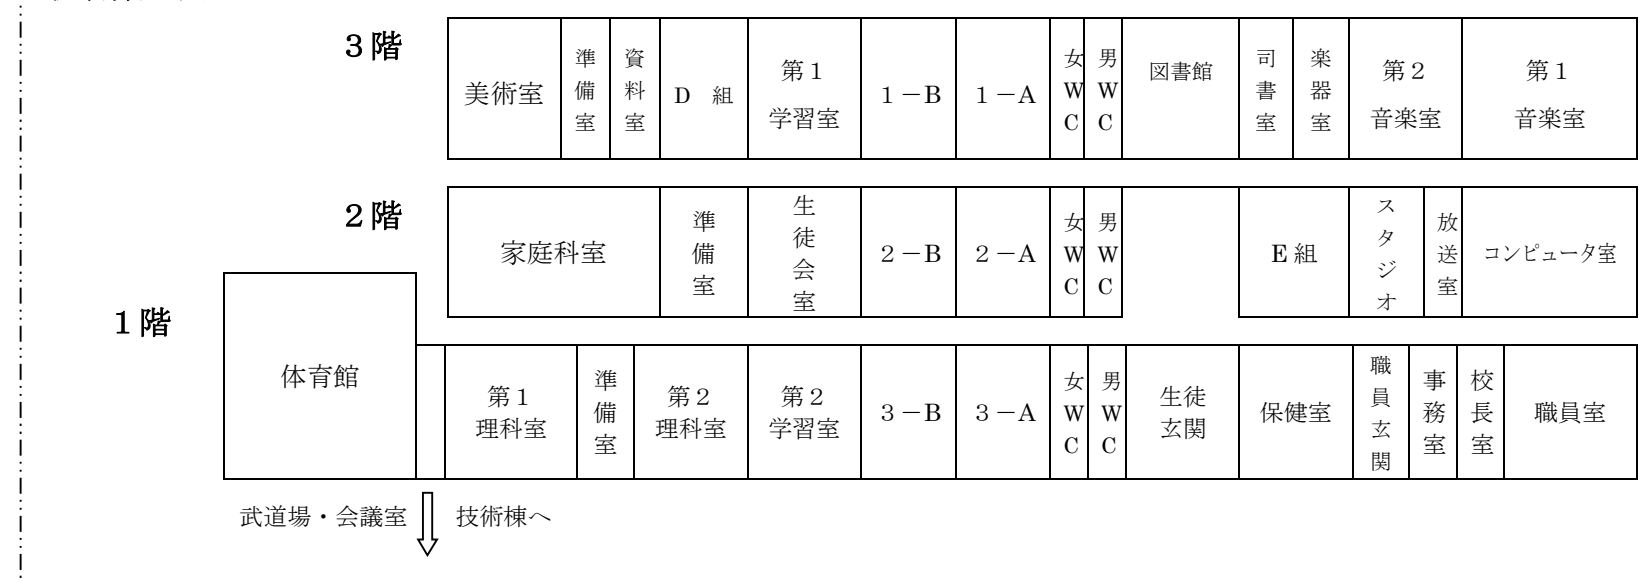 ３階
美術室
準備室
資料室
D 組
第１
学習室
１－B
１－A
女WC
男WC
図書館
司書室
楽器室
第２
音楽室
第１
音楽室
２階
家庭科室
準備室
生徒会室
２－B
２－A
女WC
男WC
E 組
スタジオ
放送室
コンピュータ室
１階
体育館
第１
理科室
準備室
第２
理科室
第２
学習室
３－B
３－A
女WC
男WC
生徒
玄関
保健室
職員玄関
事務室
校長室
職員室
武道場・会議室
技術棟へ